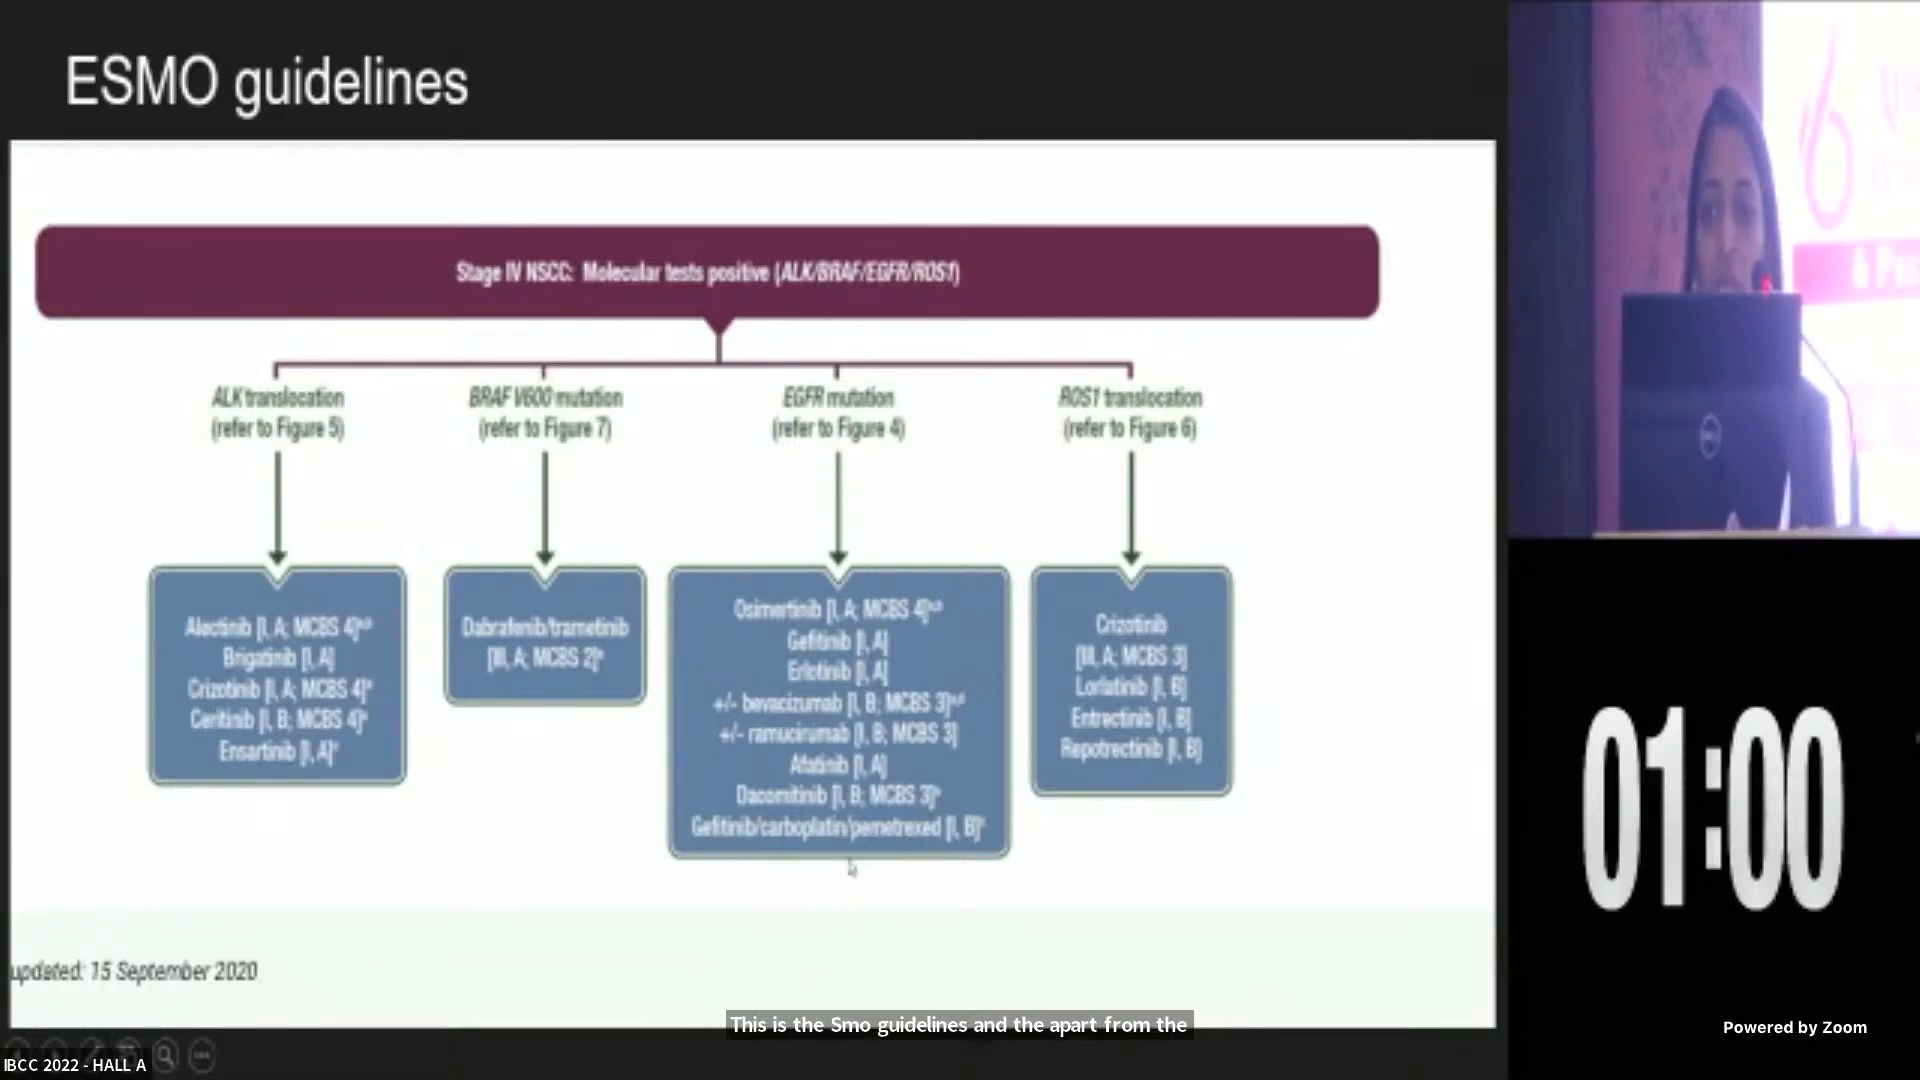 ESMO guidelines
Stage IV NSCC: Molecular tests positive (ALK/BRAF/EGFR/ROS1)
ALK translocation
(refer to Figure 5)
BRAF V600 mutation
(refer to Figure 7)
EGFR mutation
(refer to Figure 4)
ROS1 translocation
(refer to Figure 6)
Alectinib [I, A; MCBS 4]
Brigatinib [I, A]
Crizotinib [I, A; MCBS 4]
Ceritinib [I, B; MCBS 4]
Ensartinib [I, A]
Dabrafenib/trametinib
[III, A; MCBS 2]
Osimertinib [I, A; MCBS 4]
Gefitinib [I, A]
Erlotinib [I, A]
+/- bevacizumab [I, B; MCBS 3]
+/- ramucirumab [I, B; MCBS 3]
Afatinib [I, A]
Dacomitinib [I, B; MCBS 3]
Gefitinib/carboplatin/pemetrexed [I, B]
Crizotinib
[III, A; MCBS 3]
Lorlatinib [I, B]
Entrectinib [I, B]
Repotrectinib [I, B]
updated: 15 September 2020
This is the Smo guidelines and the apart from the
IBCC 2022 - HALL A
6
01:00
Powered by Zoom